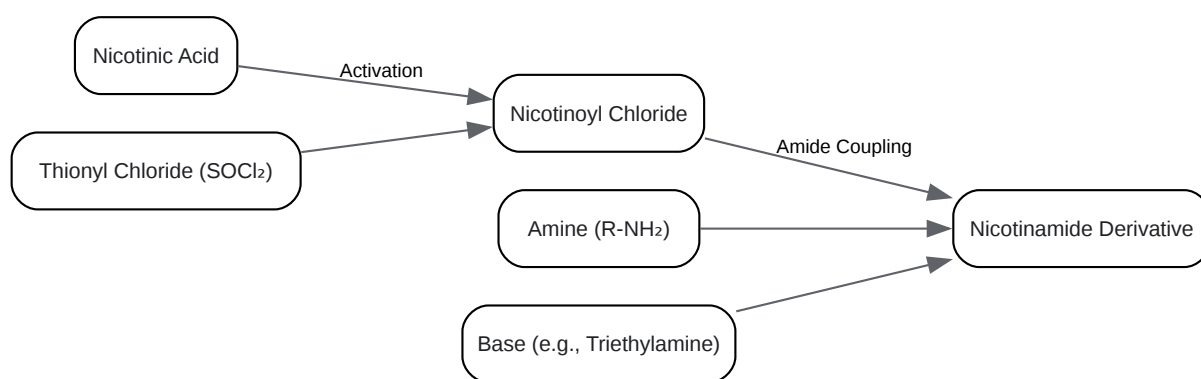 Nicotinic Acid
Activation
Thionyl Chloride (SOCl₂)
Nicotinoyl Chloride
Amide Coupling
Amine (R-NH₂)
Nicotinamide Derivative
Base (e.g., Triethylamine)